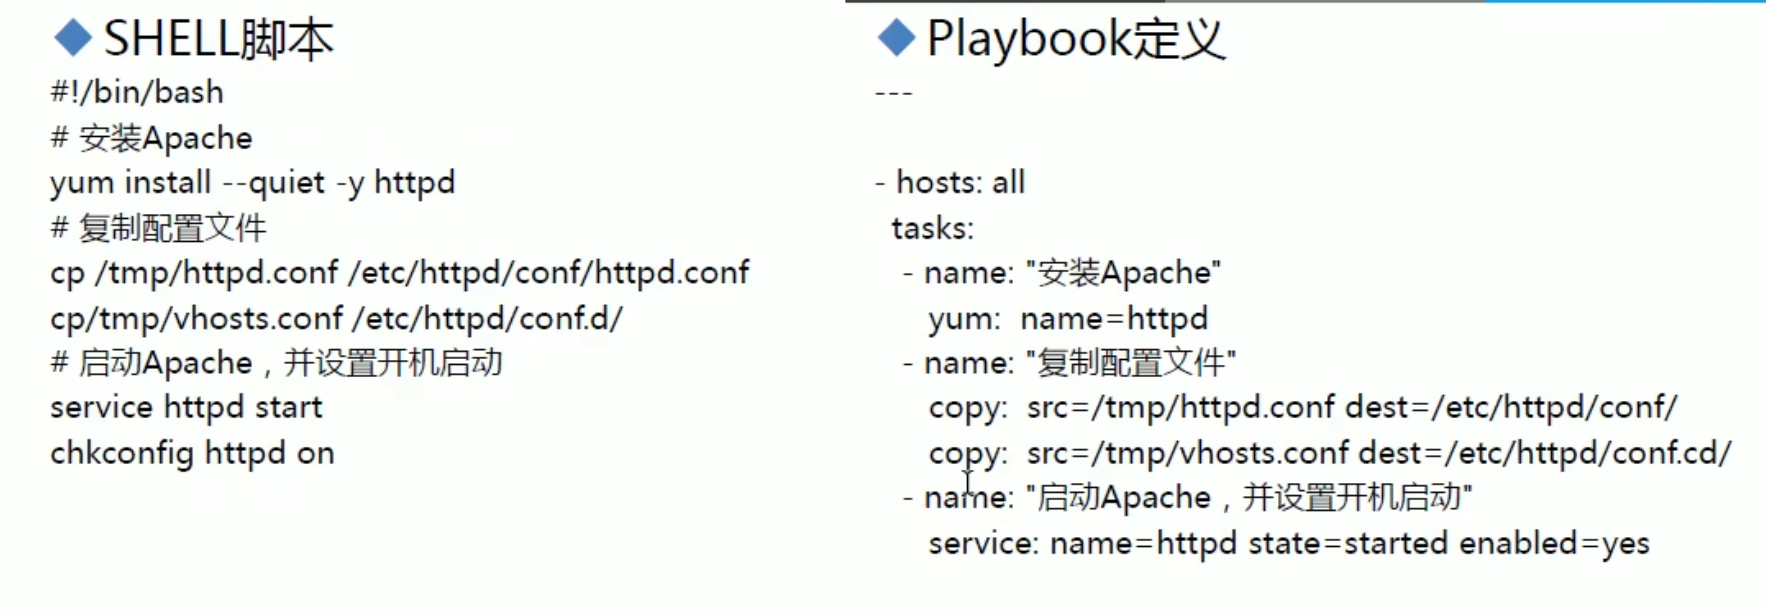 SHELL脚本
#!/bin/bash
# 安装Apache
yum install --quiet -y httpd
# 复制配置文件
cp /tmp/httpd.conf /etc/httpd/conf/httpd.conf
cp/tmp/vhosts.conf /etc/httpd/conf.d/
# 启动Apache，并设置开机启动
service httpd start
chkconfig httpd on
Playbook定义
---
- hosts: all
tasks:
- name: "安装Apache"
yum:  name=httpd
- name: "复制配置文件"
copy:  src=/tmp/httpd.conf dest=/etc/httpd/conf/
copy:  src=/tmp/vhosts.conf dest=/etc/httpd/conf.cd/
- name: "启动Apache，并设置开机启动"
service: name=httpd state=started enabled=yes